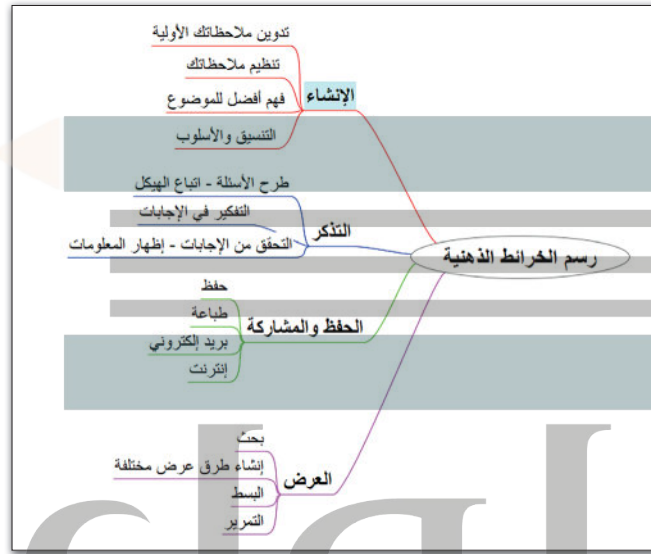 رسم الخرائط الذهنية
الإنشاء
تدوين ملاحظاتك الأولية
تنظيم ملاحظاتك
فهم أفضل للموضوع
التنسيق والأسلوب
التذكر
طرح الأسئلة - اتباع الهيكل
التفكير في الإجابات
التحقق من الإجابات - إظهار المعلومات
الحفظ والمشاركة
حفظ
طباعة
بريد إلكتروني
إنترنت
العرض
بحث
إنشاء طرق عرض مختلفة
البسط
التمرير